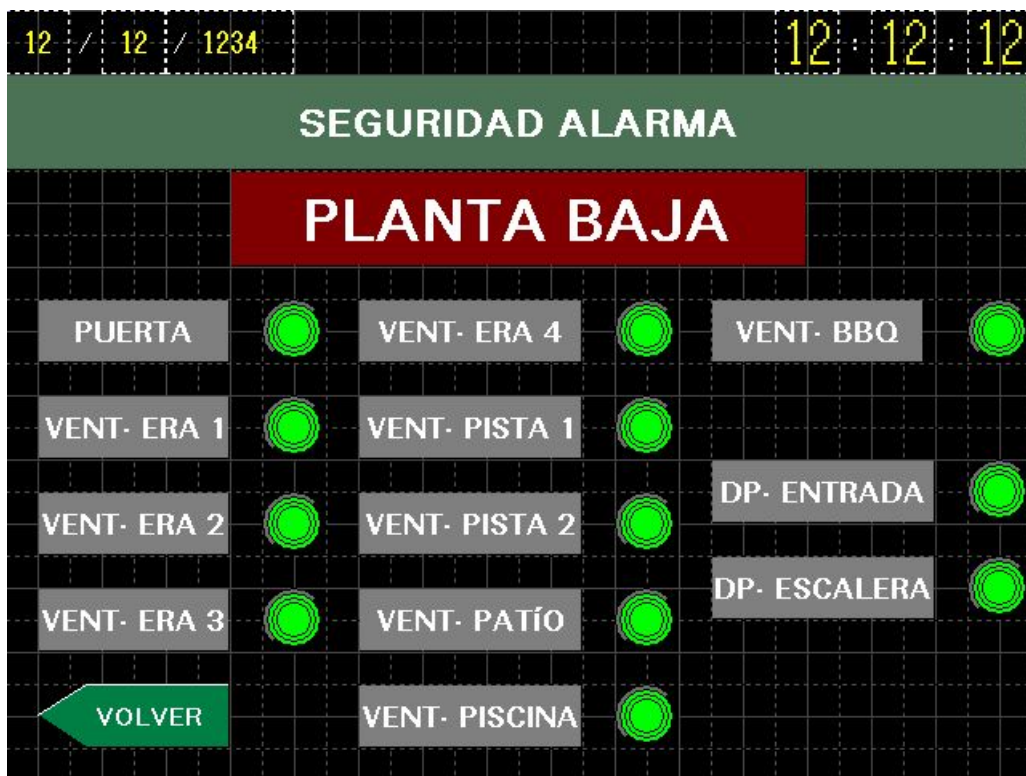 12 / 12 / 1234 12 : 12 : 12
SEGURIDAD ALARMA
PLANTA BAJA
PUERTA VENT. ERA 4 VENT. BBQ
VENT. ERA 1 VENT. PISTA 1
DP. ENTRADA
VENT. ERA 2 VENT. PISTA 2
DP. ESCALERA
VENT. ERA 3 VENT. PATÍO
VOLVER VENT. PISCINA